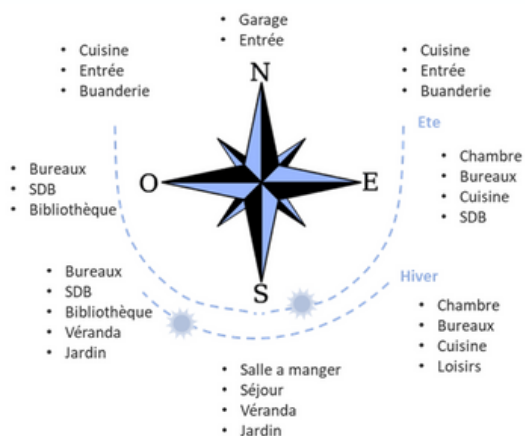 • Garage
• Entrée
• Cuisine
• Entrée
• Buanderie
• Cuisine
• Entrée
• Buanderie
N
Ete
• Bureaux
• SDB
• Bibliothèque
O
E
• Chambre
• Bureaux
• Cuisine
• SDB
S
• Bureaux
• SDB
• Bibliothèque
• Véranda
• Jardin
Hiver
• Chambre
• Bureaux
• Cuisine
• Loisirs
• Salle a manger
• Séjour
• Véranda
• Jardin